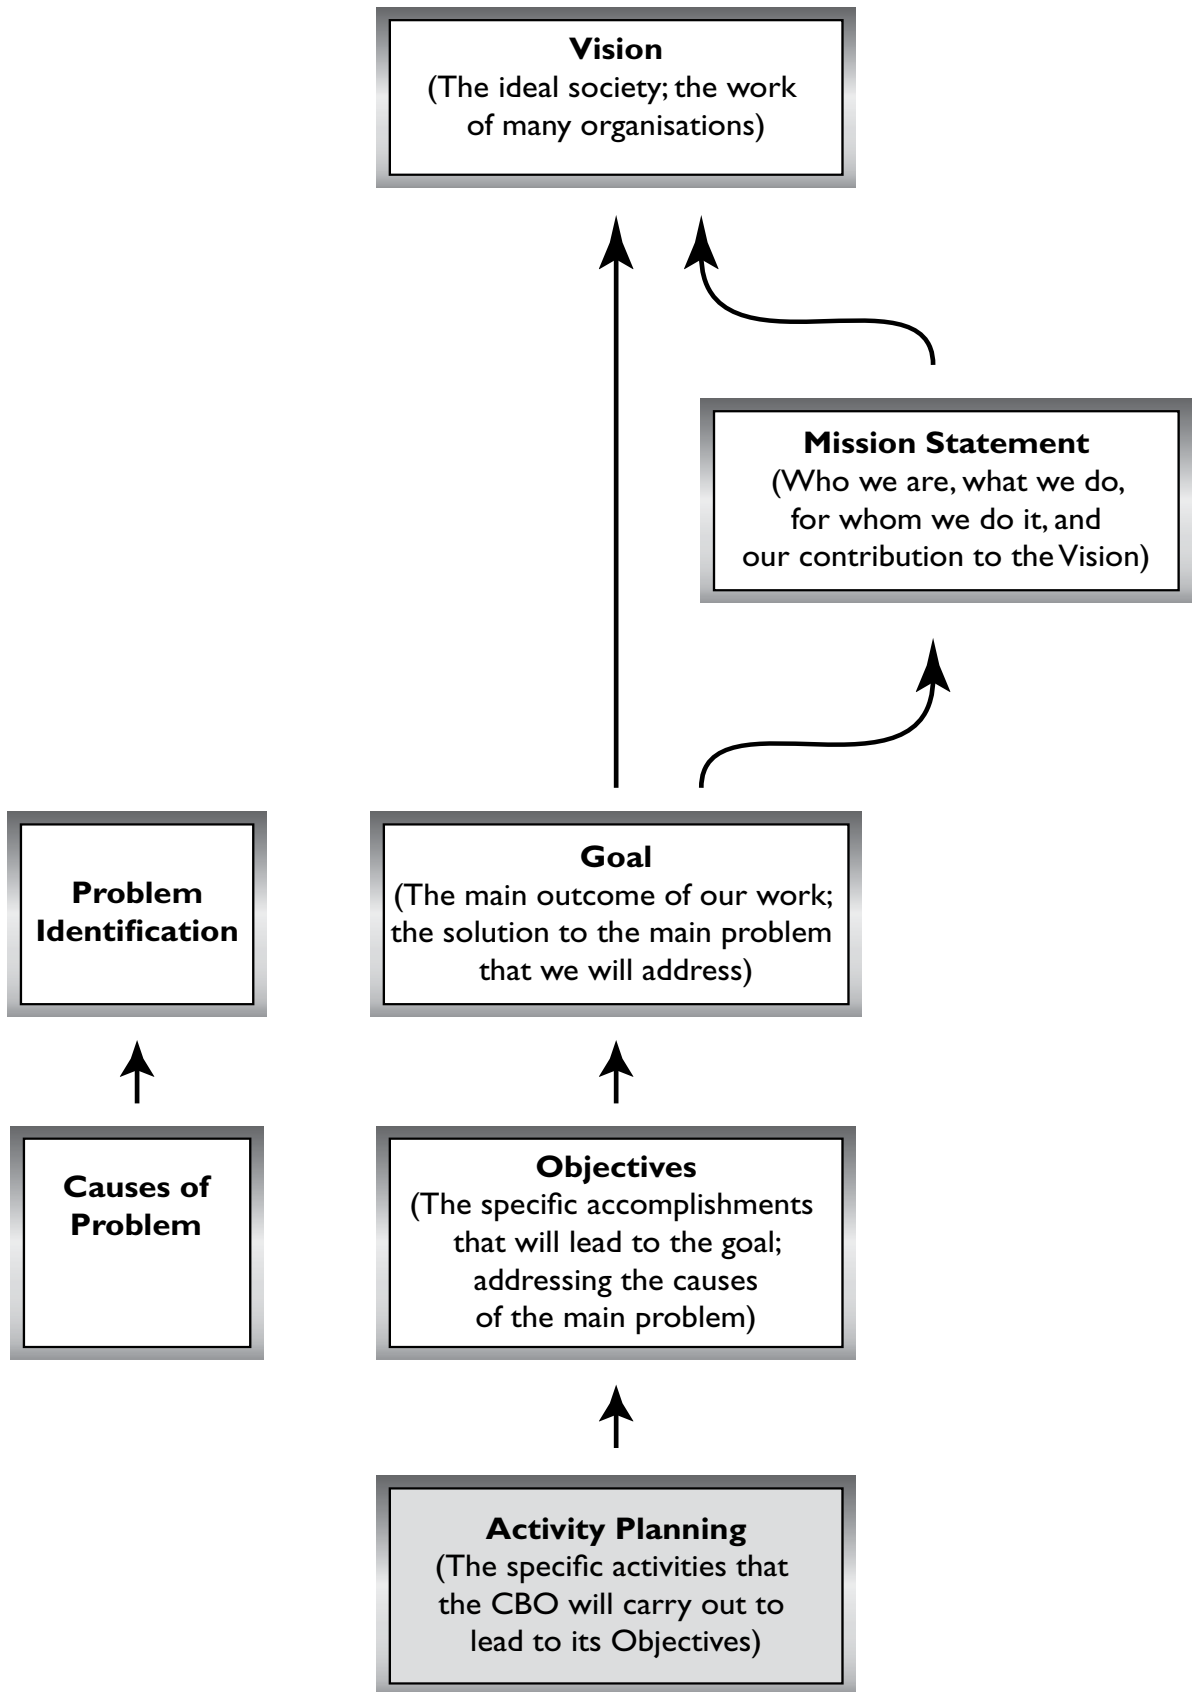 Vision
(The ideal society; the work
of many organisations)
Mission Statement
(Who we are, what we do,
for whom we do it, and
our contribution to the Vision)
Problem
Identification
Goal
(The main outcome of our work;
the solution to the main problem
that we will address)
Causes of
Problem
Objectives
(The specific accomplishments
that will lead to the goal;
addressing the causes
of the main problem)
Activity Planning
(The specific activities that
the CBO will carry out to
lead to its Objectives)